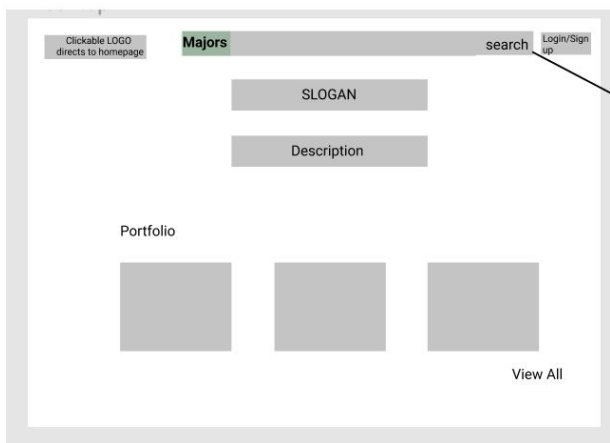 Clickable LOGO
directs to homepage
Majors
search
Login/Sign
up
SLOGAN
Description
Portfolio
View All